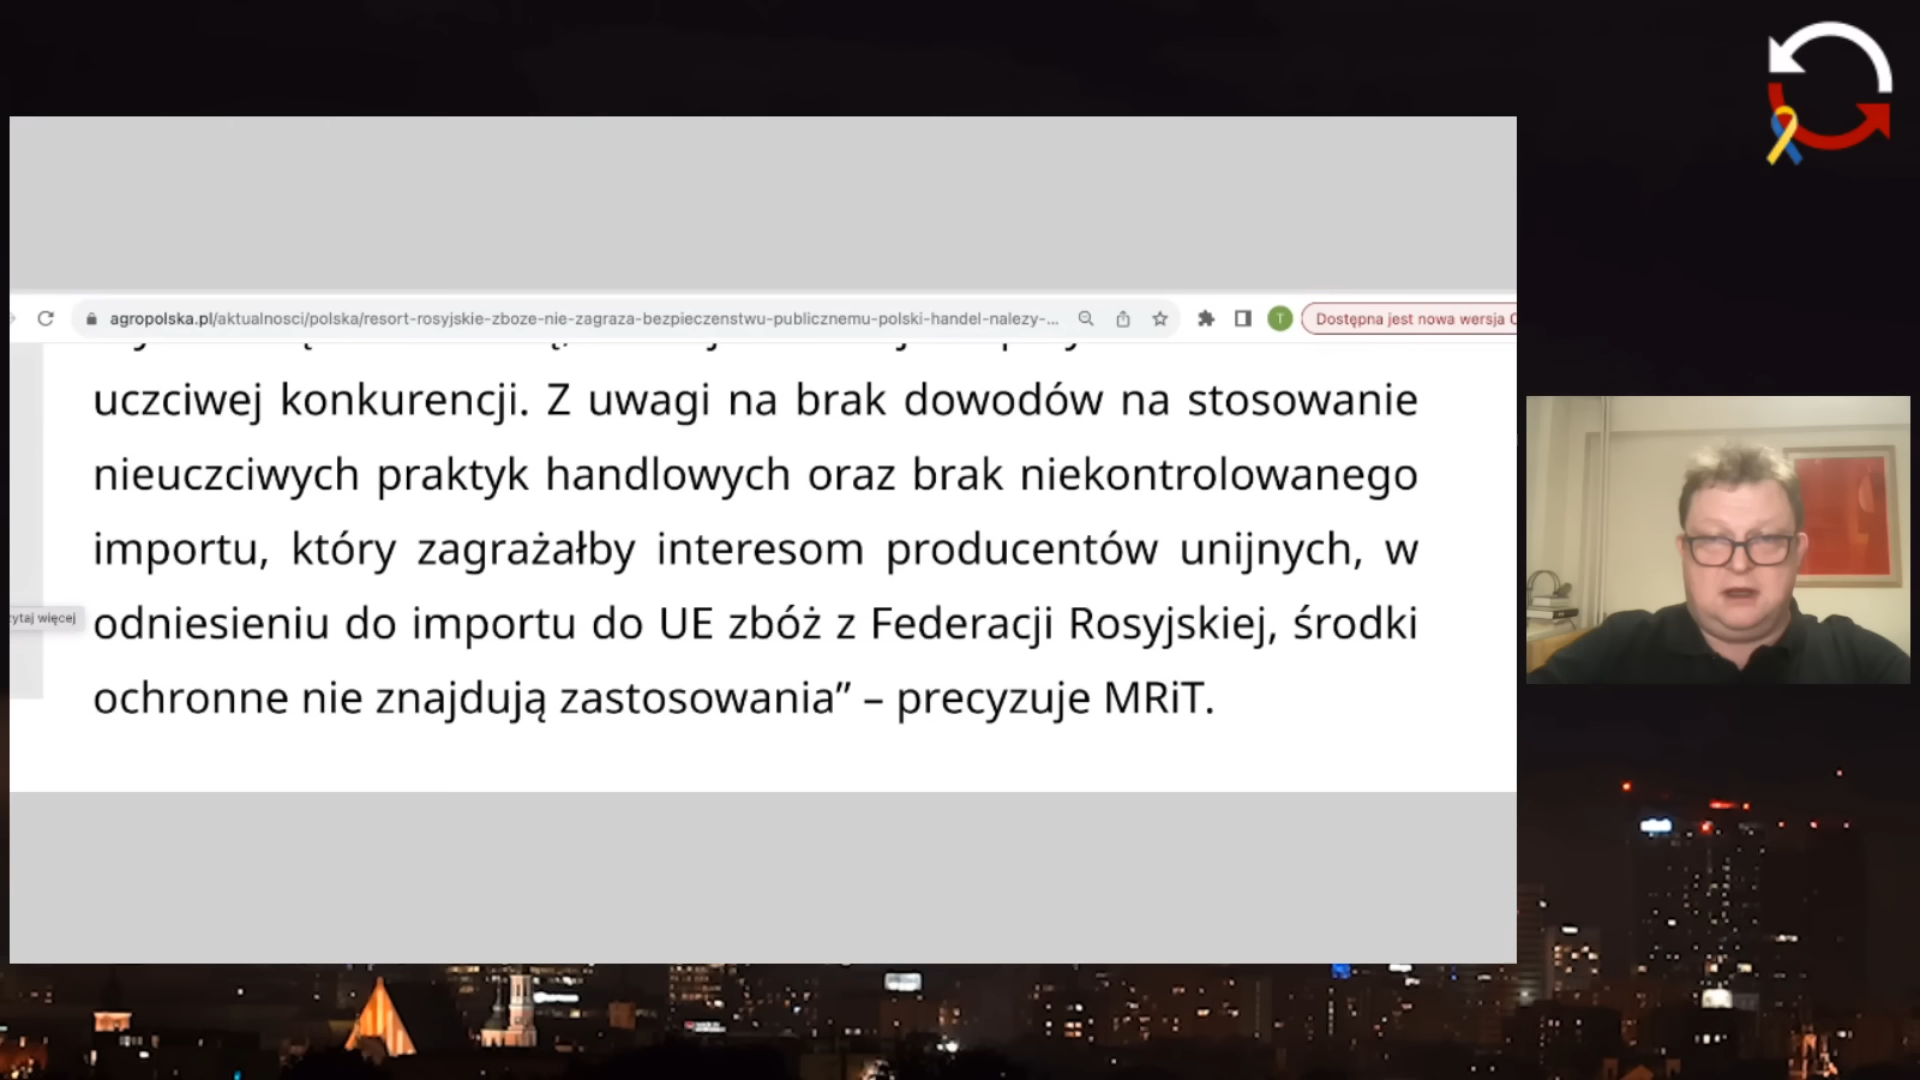 agropolska.pl/aktualnosci/polska/resort-rosyjskie-zboze-nie-zagraza-bezpieczenstwu-publicznemu-polski-handel-nalezy-...
T
Dostępna jest nowa wersja
uczciwej konkurencji. Z uwagi na brak dowodów na stosowanie
nieuczciwych praktyk handlowych oraz brak niekontrolowanego
importu, który zagrażałby interesom producentów unijnych, w
ytaj więcej
odniesieniu do importu do UE zbóż z Federacji Rosyjskiej, środki
ochronne nie znajdują zastosowania” – precyzuje MRiT.